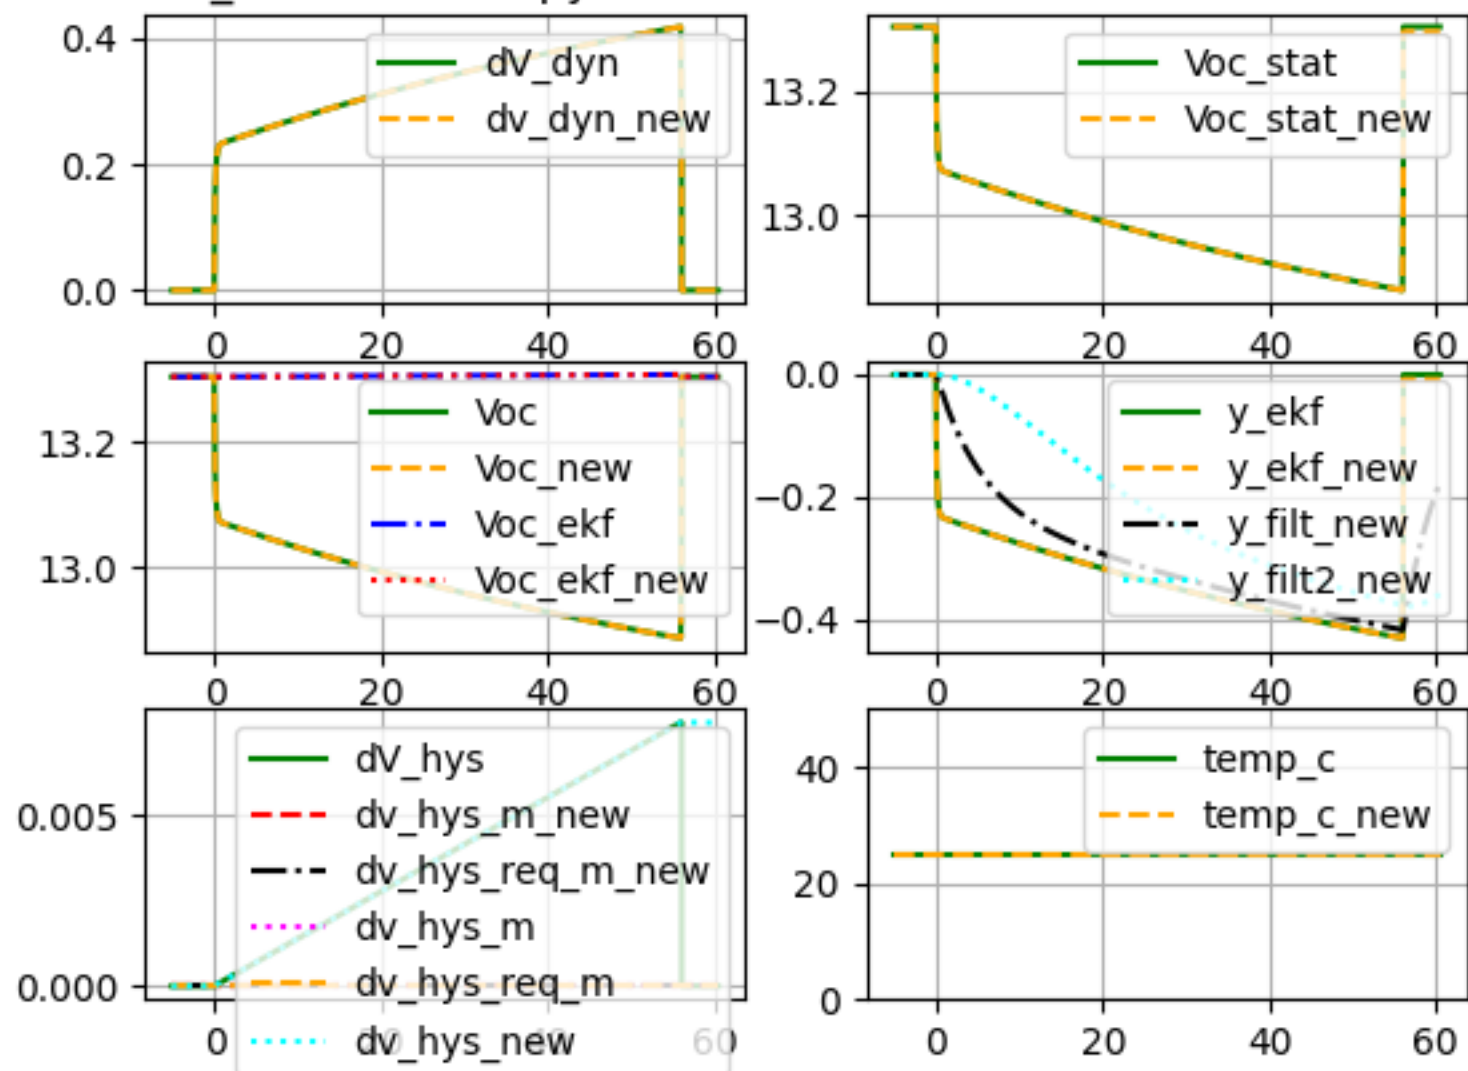 0.4
0.2
0.0
dV_dyn
dv_dyn_new
0 20 40 60
13.2
13.0
Voc_stat
Voc_stat_new
0 20 40 60
13.2
13.0
Voc
Voc_new
Voc_ekf
Voc_ekf_new
0 20 40 60
0.0
−0.2
−0.4
y_ekf
y_ekf_new
y_filt_new
y_filt2_new
0 20 40 60
0.005
0.000
dV_hys
dv_hys_m_new
dv_hys_req_m_new
dv_hys_m
dv_hys_req_m
dv_hys_new
0 60
40
20
0
temp_c
temp_c_new
0 20 40 60